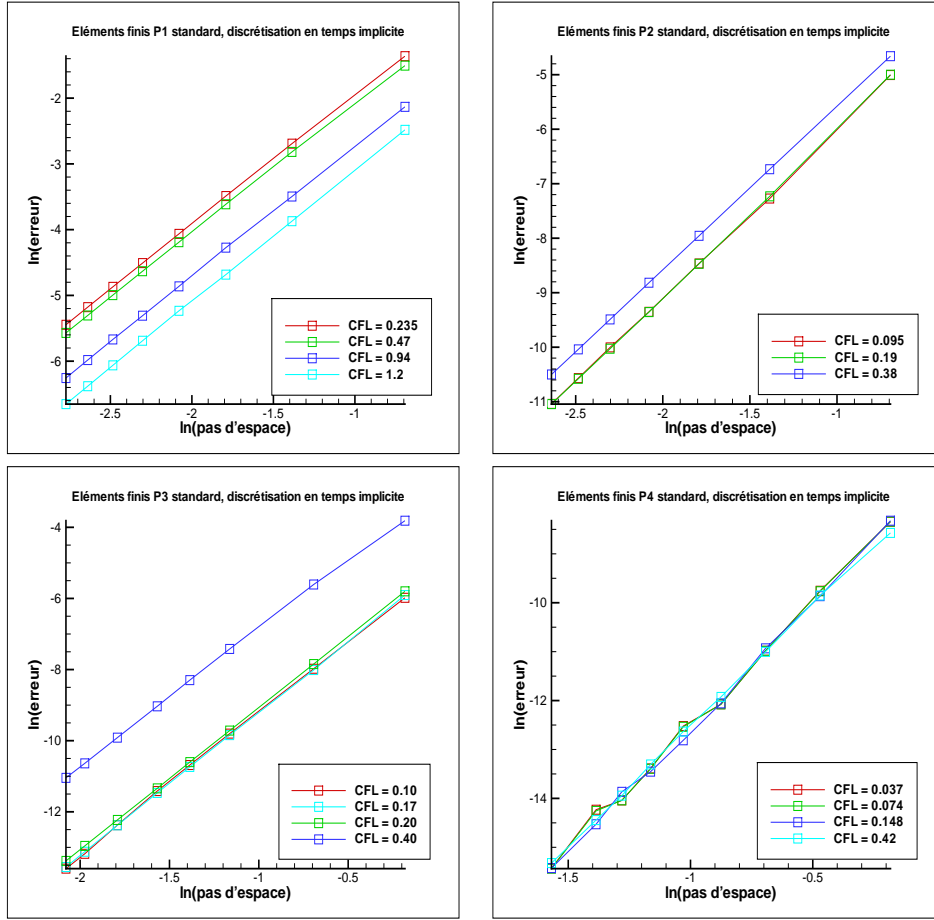 Eléments finis P1 standard, discrétisation en temps implicite
ln(erreur)
-2
-3
-4
-5
-6
-2.5
-2
-1.5
-1
ln(pas d'espace)
CFL = 0.235
CFL = 0.47
CFL = 0.94
CFL = 1.2
Eléments finis P2 standard, discrétisation en temps implicite
ln(erreur)
-5
-6
-7
-8
-9
-10
-11
-2.5
-2
-1.5
-1
ln(pas d'espace)
CFL = 0.095
CFL = 0.19
CFL = 0.38
Eléments finis P3 standard, discrétisation en temps implicite
ln(erreur)
-4
-6
-8
-10
-12
-2
-1.5
-1
-0.5
ln(pas d'espace)
CFL = 0.10
CFL = 0.17
CFL = 0.20
CFL = 0.40
Eléments finis P4 standard, discrétisation en temps implicite
ln(erreur)
-10
-12
-14
-1.5
-1
-0.5
ln(pas d'espace)
CFL = 0.037
CFL = 0.074
CFL = 0.148
CFL = 0.42